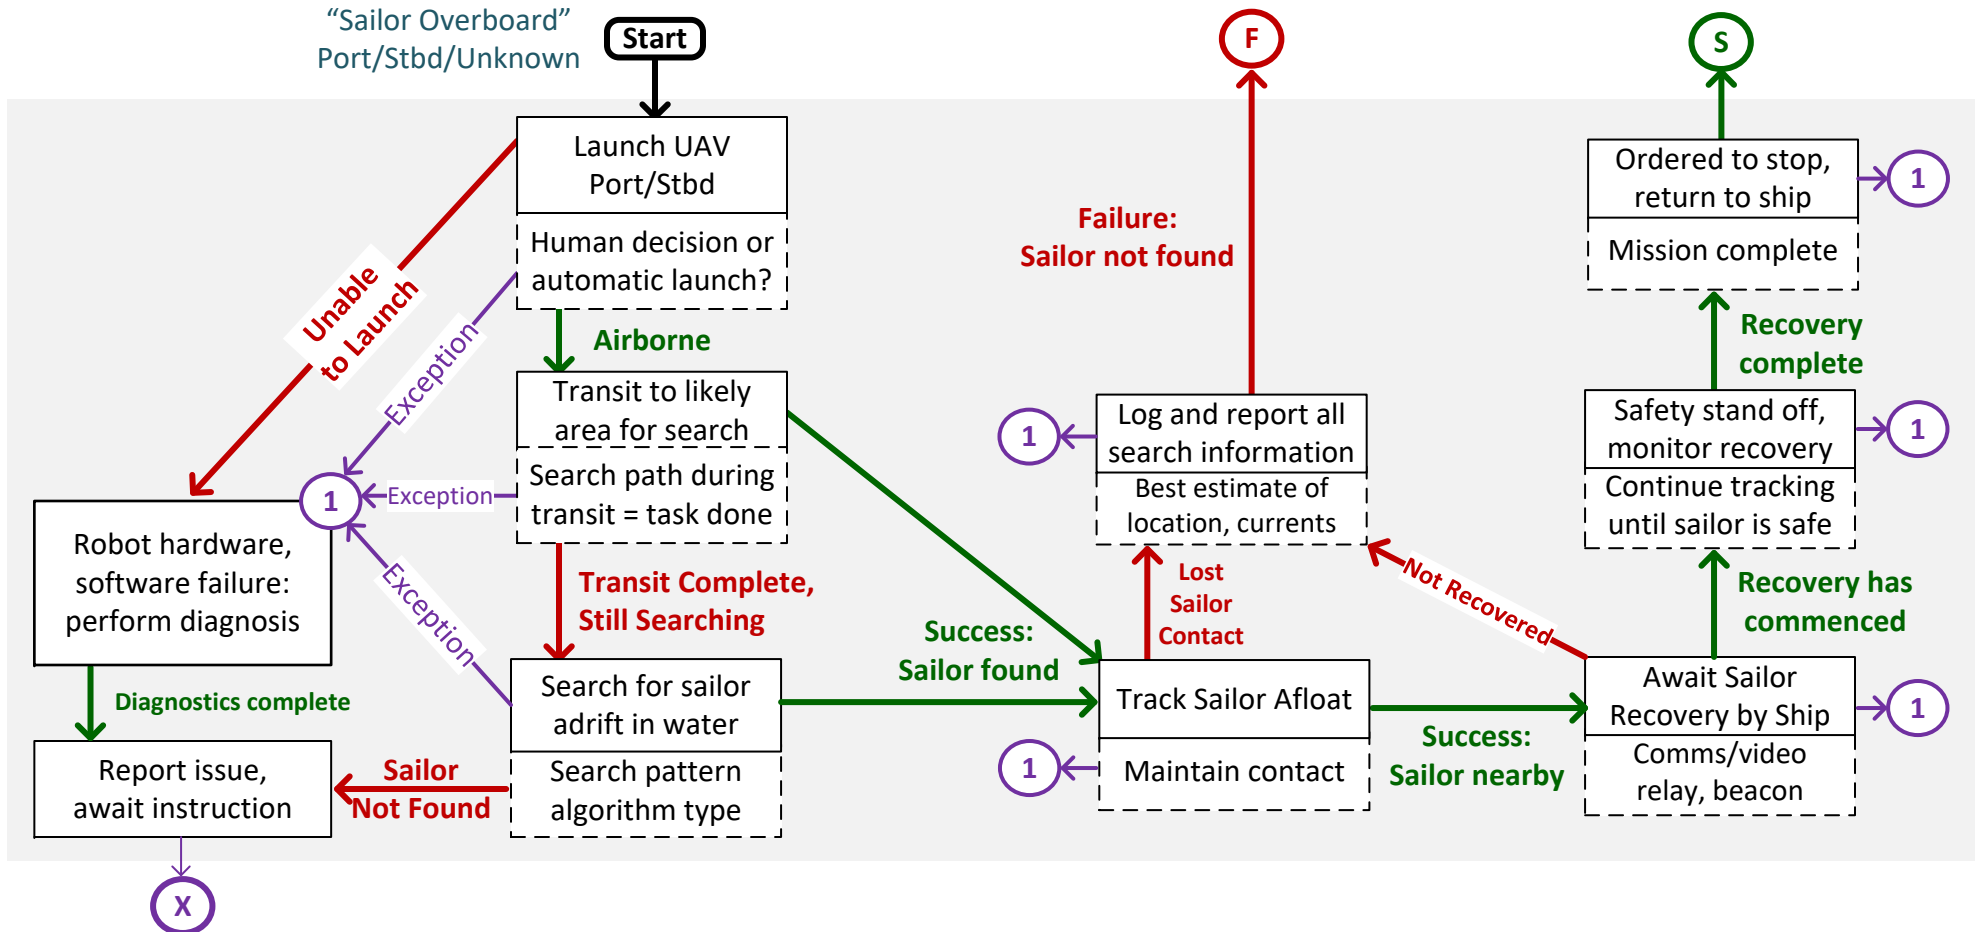 “Sailor Overboard”
Port/Stbd/Unknown
Start
F
S
Launch UAV
Port/Stbd
Human decision or
automatic launch?
Unable
to Launch
Exception
Airborne
Transit to likely
area for search
Search path during
transit = task done
Exception
1
Robot hardware,
software failure:
perform diagnosis
Exception
Transit Complete,
Still Searching
Diagnostics complete
Report issue,
await instruction
X
Sailor
Not Found
Search for sailor
adrift in water
Search pattern
algorithm type
Success:
Sailor found
Failure:
Sailor not found
1
Log and report all
search information
Best estimate of
location, currents
Lost
Sailor
Contact
Not Recovered
Track Sailor Afloat
1
Maintain contact
Success:
Sailor nearby
Ordered to stop,
return to ship
1
Mission complete
Recovery
complete
Safety stand off,
monitor recovery
1
Continue tracking
until sailor is safe
Recovery has
commenced
Await Sailor
Recovery by Ship
1
Comms/video
relay, beacon